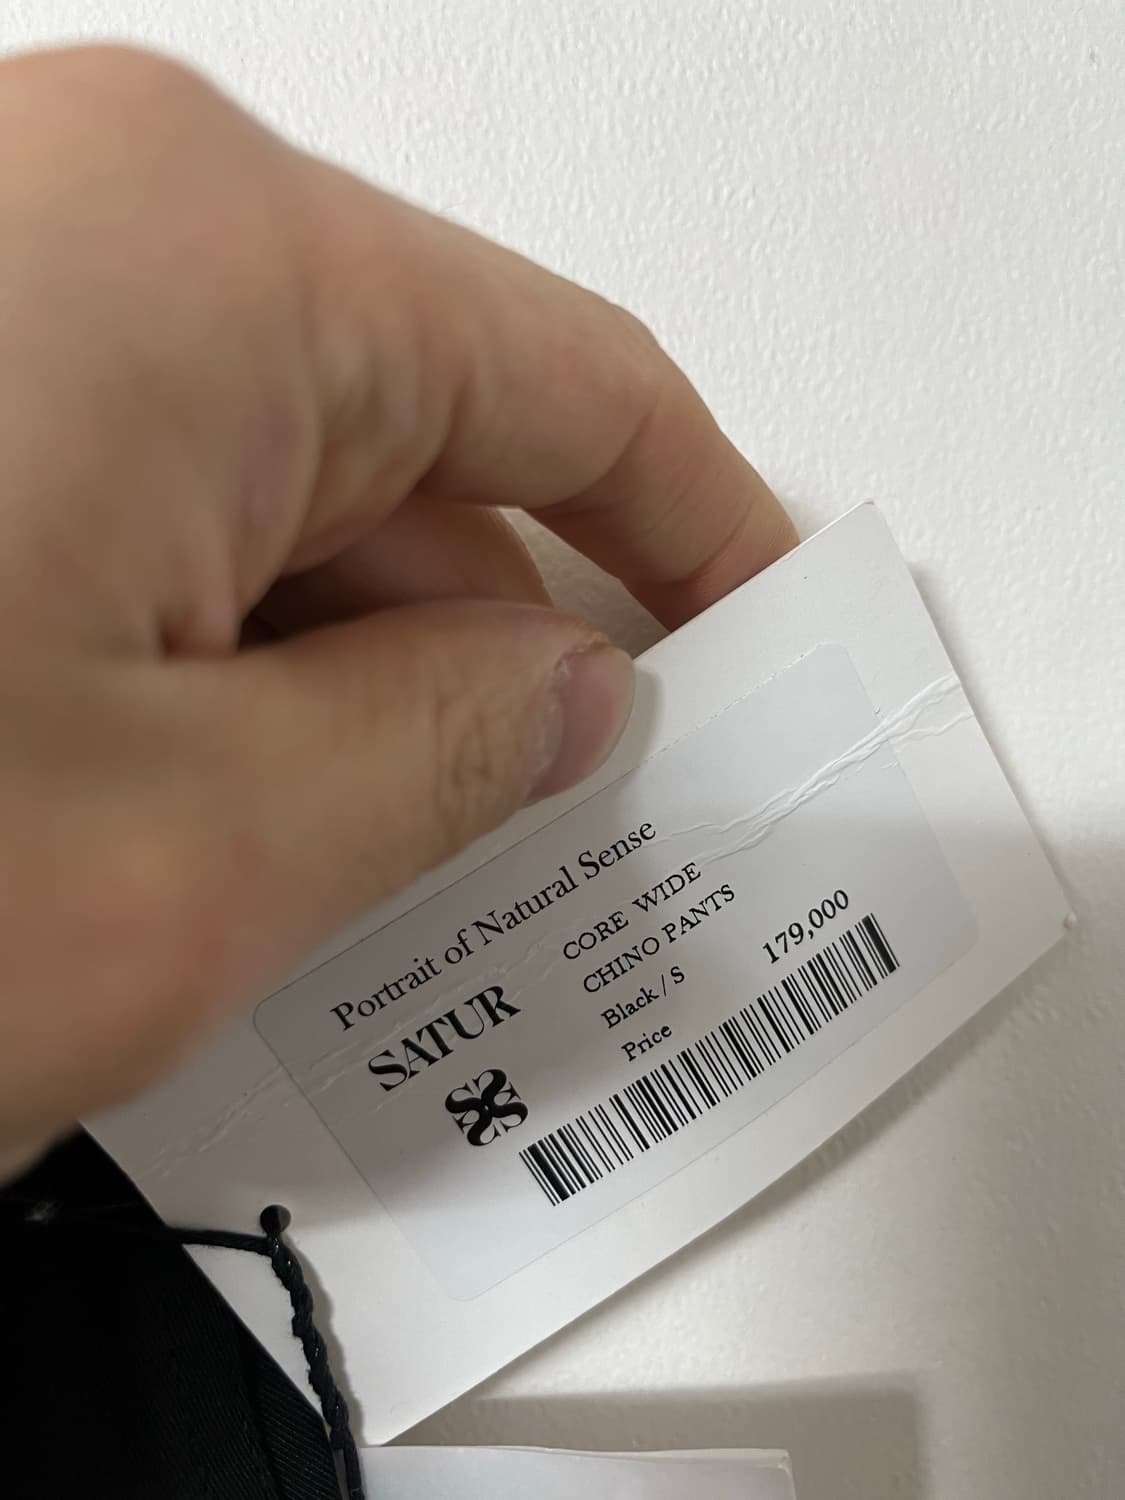 Portrait of Natural Sense
SATUR
CORE WIDE
CHINO PANTS
Black / S
Price 179,000